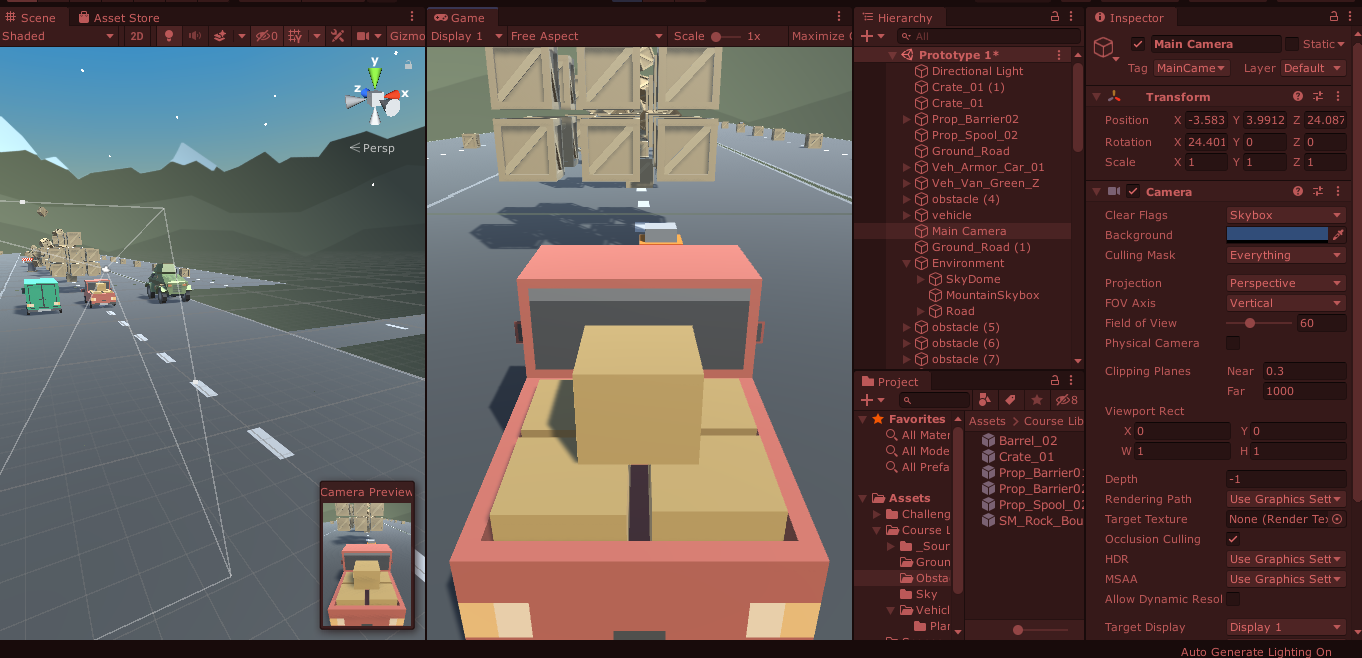 Scene
Asset Store
Shaded
2D
0
Gizmo
Persp
y
z
x
Camera Preview
Game
Display 1
Free Aspect
Scale
1x
Maximize
Hierarchy
All
Prototype 1*
Directional Light
Crate_01 (1)
Crate_01
Prop_Barrier02
Prop_Spool_02
Ground_Road
Veh_Armor_Car_01
Veh_Van_Green_Z
obstacle (4)
vehicle
Main Camera
Ground_Road (1)
Environment
SkyDome
MountainSkybox
Road
obstacle (5)
obstacle (6)
obstacle (7)
Project
8
Favorites
All Mater
All Mode
All Prefa
Assets
Challeng
Course L
_Sour
Groun
Obsta
Sky
Vehicl
Plan
Assets > Course Lib
Barrel_02
Crate_01
Prop_Barrier01
Prop_Barrier02
Prop_Spool_02
SM_Rock_Bou
Inspector
Main Camera
Static
Tag MainCame
Layer Default
Transform
Position X -3.583 Y 3.9912 Z 24.087
Rotation X 24.401 Y 0 Z 0
Scale X 1 Y 1 Z 1
Camera
Clear Flags Skybox
Background
Culling Mask Everything
Projection Perspective
FOV Axis Vertical
Field of View 60
Physical Camera
Clipping Planes Near 0.3
Far 1000
Viewport Rect
X 0 Y 0
W 1 H 1
Depth -1
Rendering Path Use Graphics Sett
Target Texture None (Render Tex
Occlusion Culling
HDR Use Graphics Sett
MSAA Use Graphics Sett
Allow Dynamic Resol
Target Display Display 1
Auto Generate Lighting On